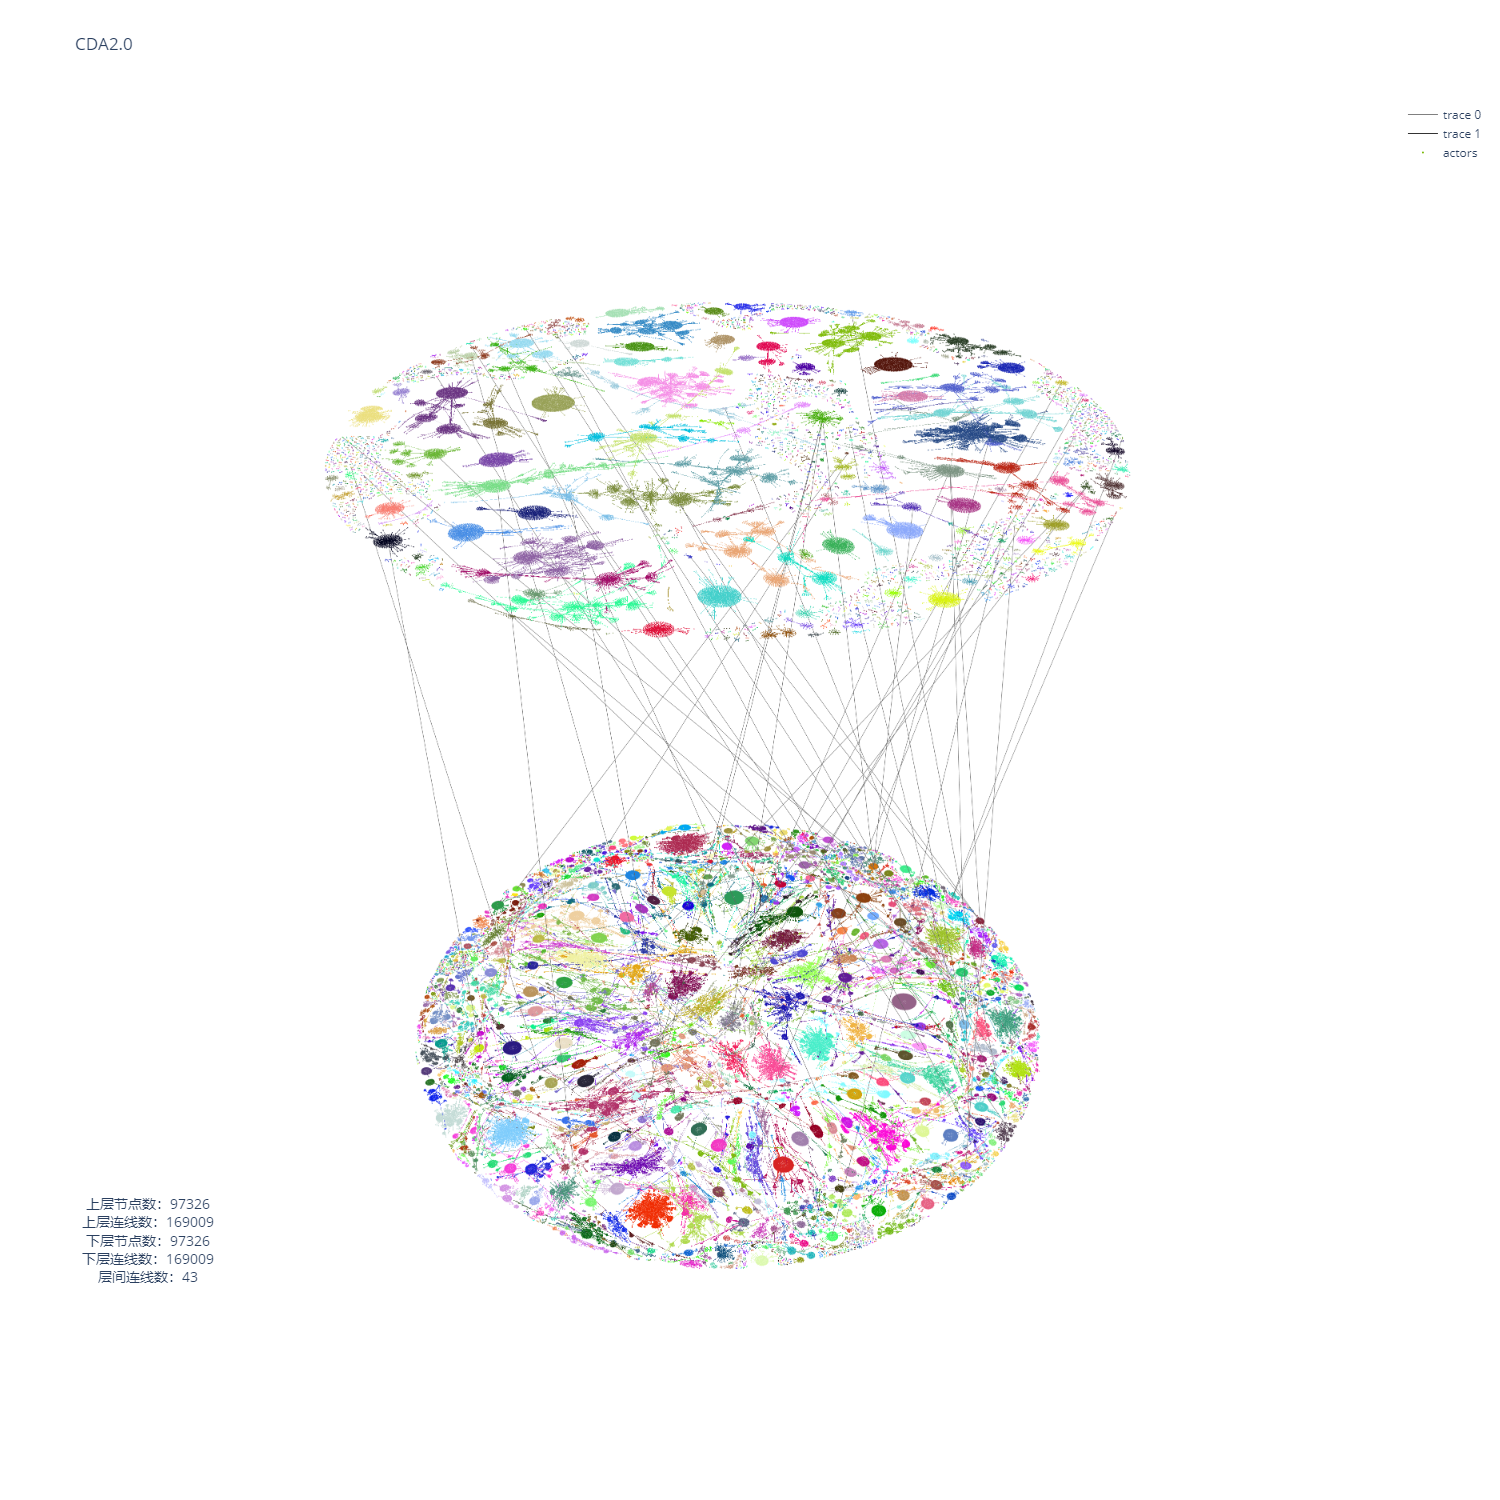 CDA2.0
trace 0
trace 1
actors
上层节点数：97326
上层连线数：169009
下层节点数：97326
下层连线数：169009
层间连线数：43